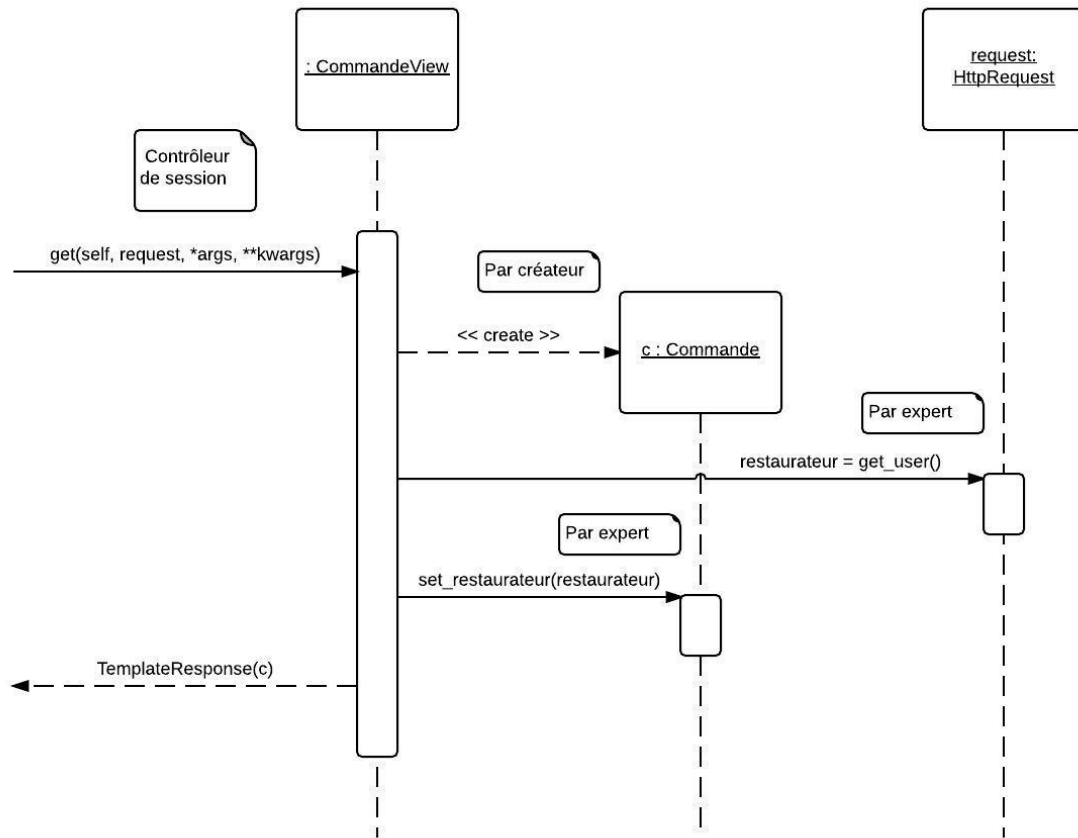 : CommandeView
request:
HttpRequest
Contrôleur
de session
get(self, request, *args, **kwargs)
Par créateur
<< create >>
c : Commande
Par expert
restaurateur = get_user()
Par expert
set_restaurateur(restaurateur)
TemplateResponse(c)